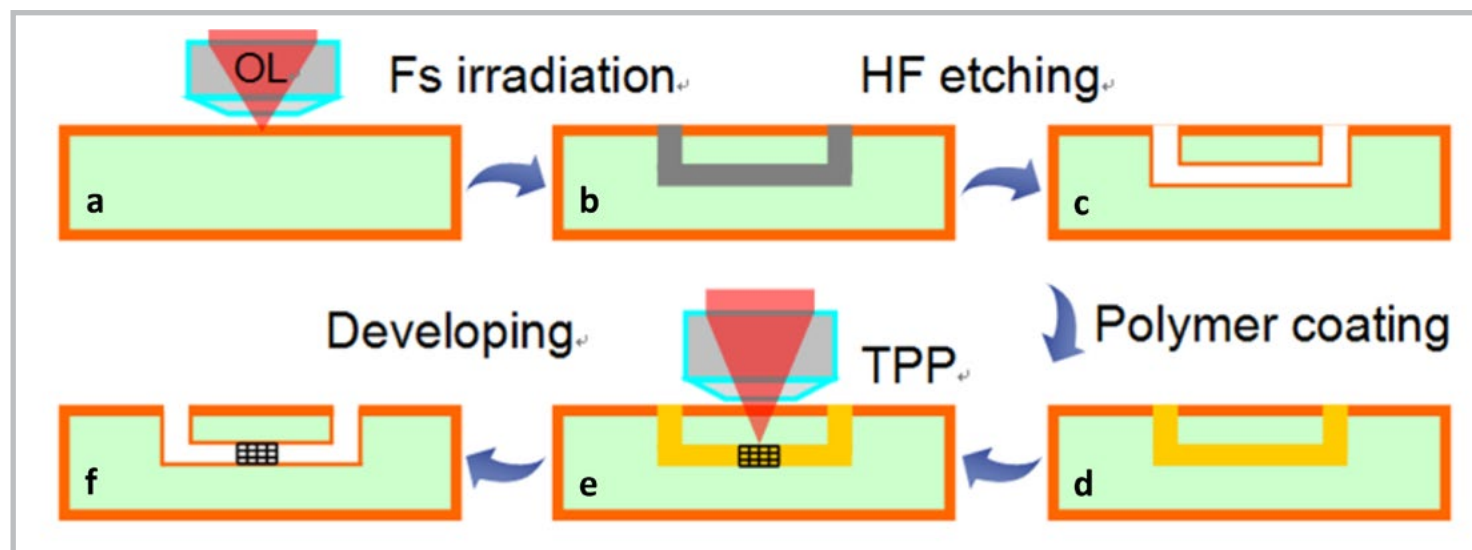 OL
Fs irradiation
HF etching
a
b
c
Developing
TPP
Polymer coating
f
e
d